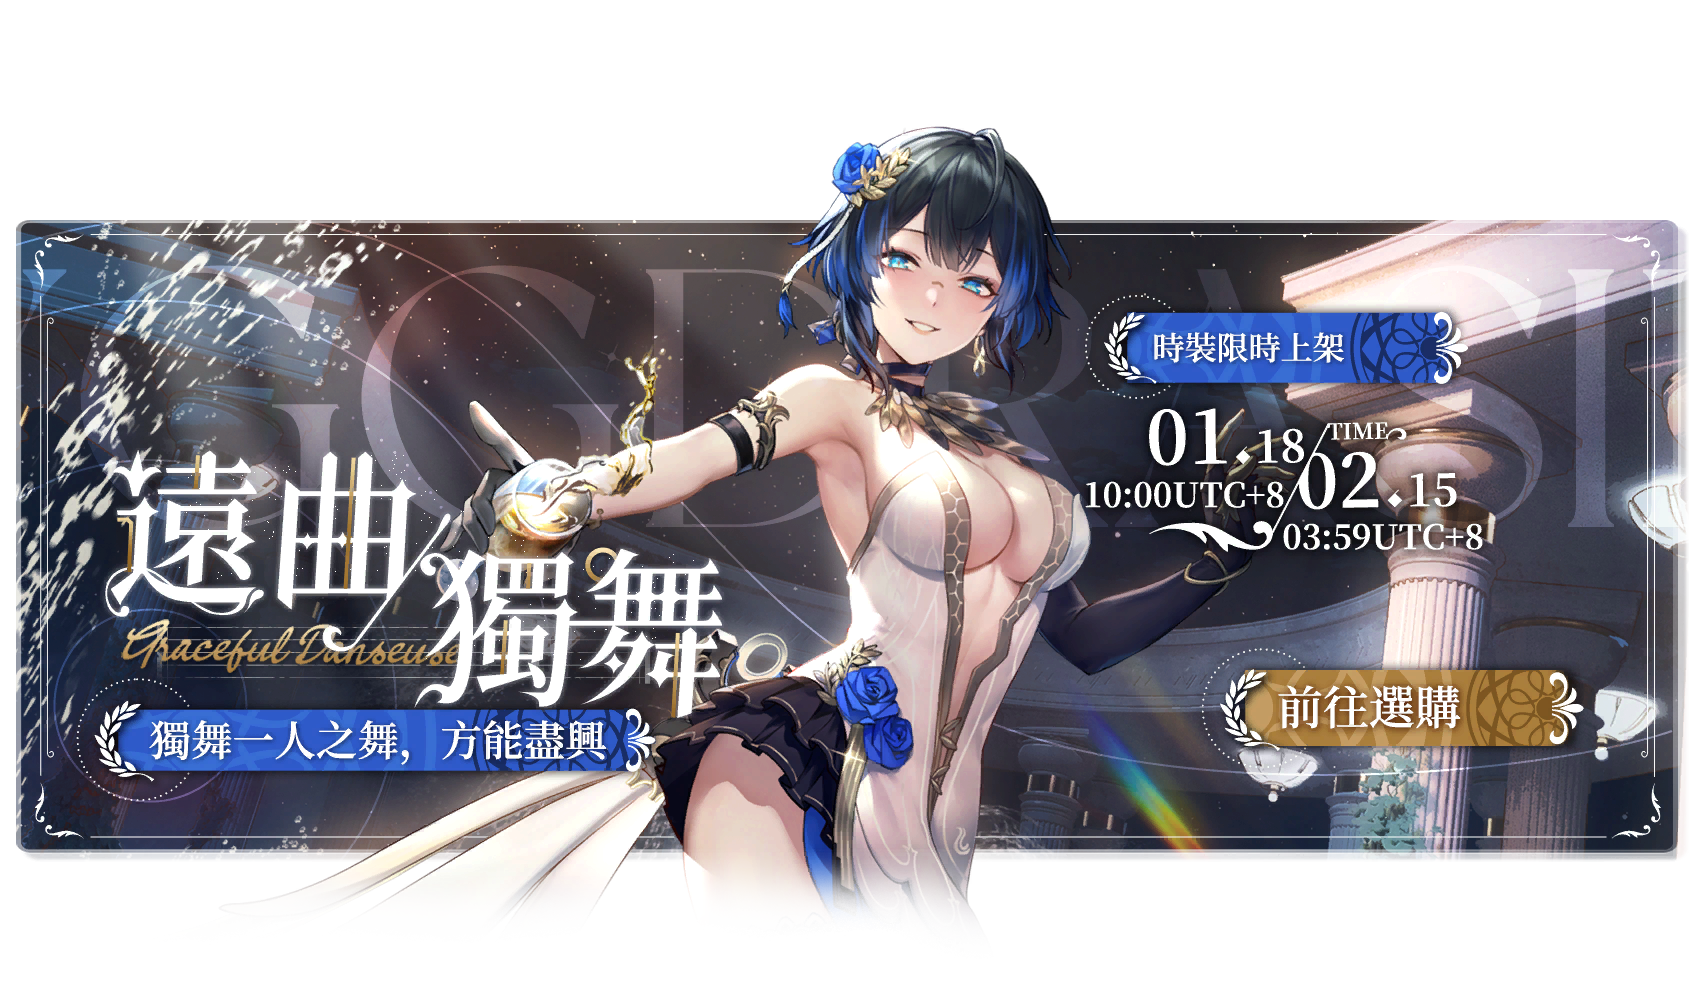 GGDRASI
時裝限時上架
01.18
TIME
10:00UTC+8
02.15
03:59UTC+8
遠曲
獨舞
Graceful Danseuse
獨舞一人之舞，方能盡興
前往選購